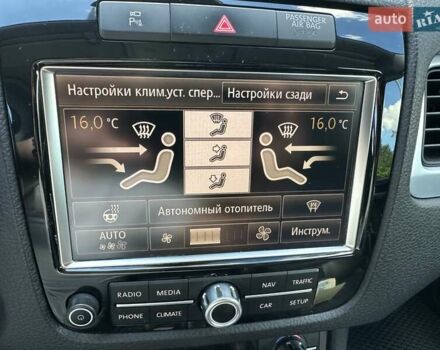 auto RIA
PASSENGER
AIR BAG
Настройки клим.уст. спер... Настройки сзади
16,0 °C 16,0 °C
Автономный отопитель
AUTO Инструм.
RADIO MEDIA NAV TRAFFIC
PHONE CLIMATE CAR SETUP